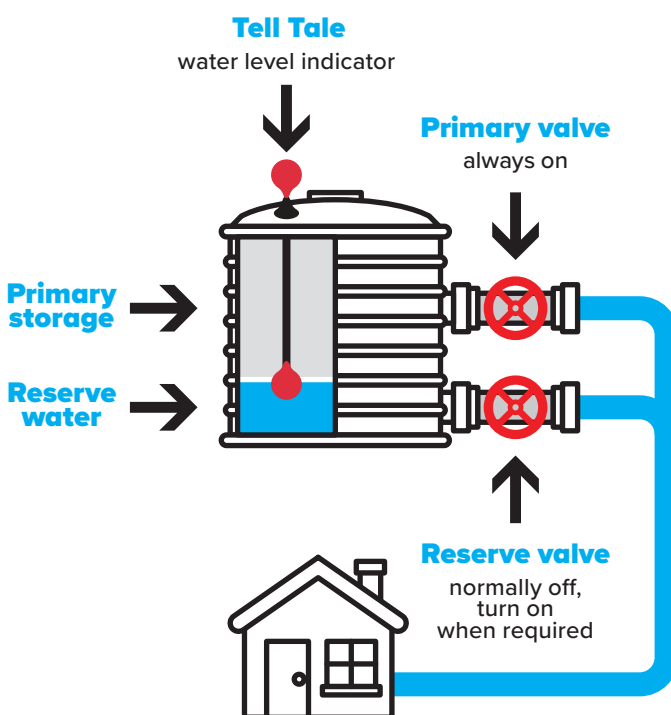 Tell Tale
water level indicator
Primary valve
always on
Primary
storage
Reserve
water
Reserve valve
normally off,
turn on
when required